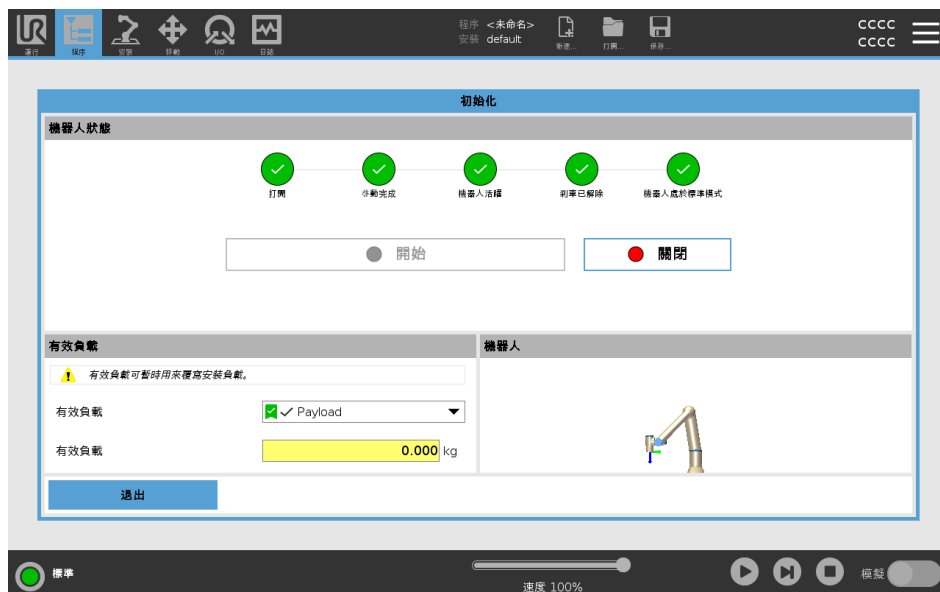 運行
程序
安裝
移動
I/O
日誌
程序 <未命名>
安裝 default
新建...
打開...
保存...
CCCC
CCCC
初始化
機器人狀態
打開
啓動完成
機器人活躍
刹車已解除
機器人處於標準模式
開始
關閉
有效負載
機器人
有效負載可暫時用來覆寫安裝負載。
有效負載
Payload
有效負載
0.000 kg
退出
標準
速度 100%
模擬